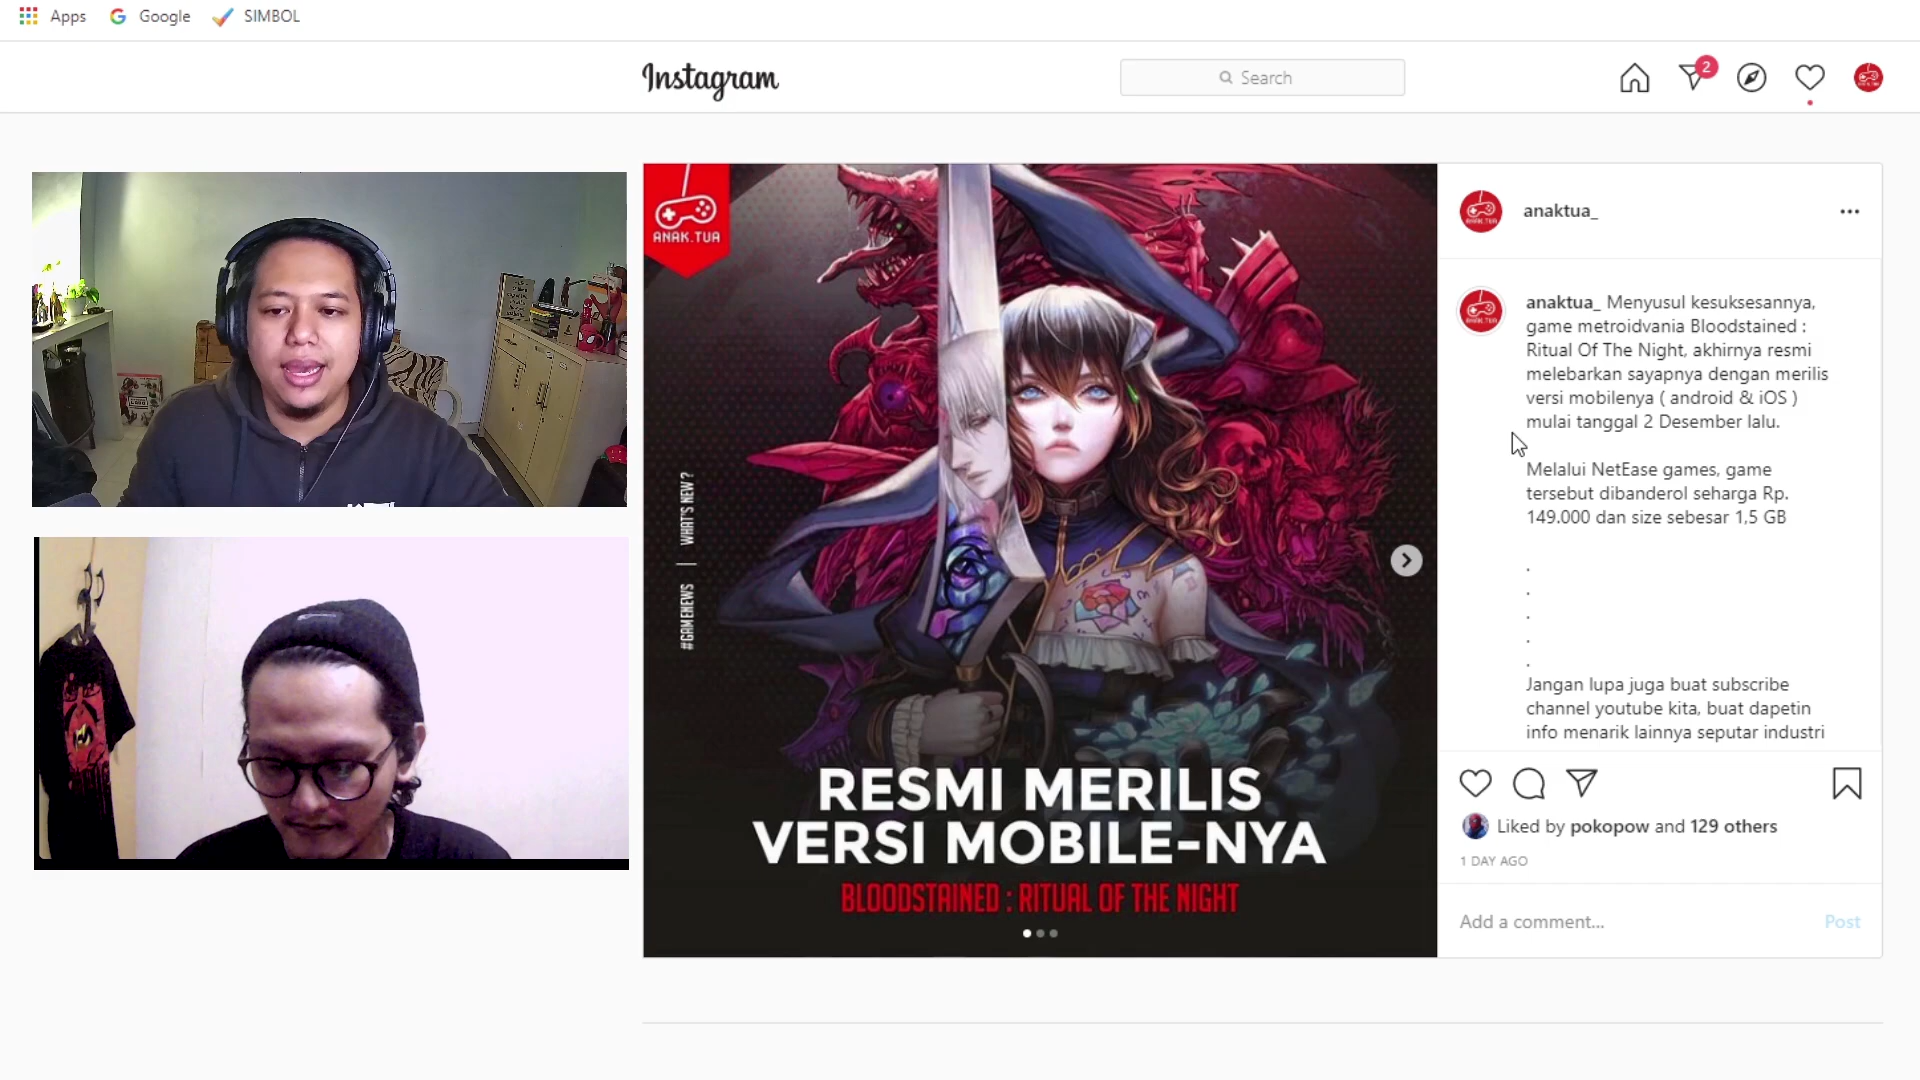 Apps Google SIMBOL
Instagram
Search
2
ANAK.TUA
#GAMENEWS | WHAT'S NEW?
RESMI MERILIS
VERSI MOBILE-NYA
BLOODSTAINED : RITUAL OF THE NIGHT
anaktua_
anaktua_ Menyusul kesuksesannya,
game metroidvania Bloodstained :
Ritual Of The Night, akhirnya resmi
melebarkan sayapnya dengan merilis
versi mobilenya ( android & iOS )
mulai tanggal 2 Desember lalu.
Melalui NetEase games, game
tersebut dibanderol seharga Rp.
149.000 dan size sebesar 1,5 GB
.
.
.
.
.
Jangan lupa juga buat subscribe
channel youtube kita, buat dapetin
info menarik lainnya seputar industri
Liked by pokopow and 129 others
1 DAY AGO
Add a comment... Post